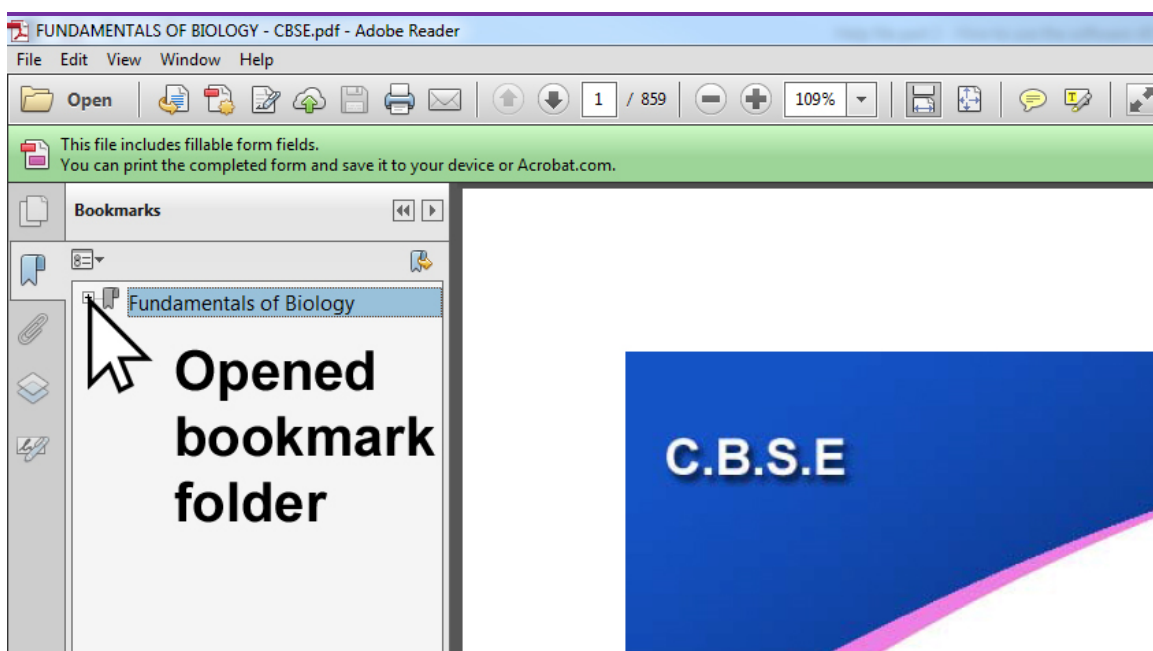 FUNDAMENTALS OF BIOLOGY - CBSE.pdf - Adobe Reader
File Edit View Window Help
Open 1 / 859 109%
This file includes fillable form fields.
You can print the completed form and save it to your device or Acrobat.com.
Bookmarks
Fundamentals of Biology
Opened
bookmark
folder
C.B.S.E